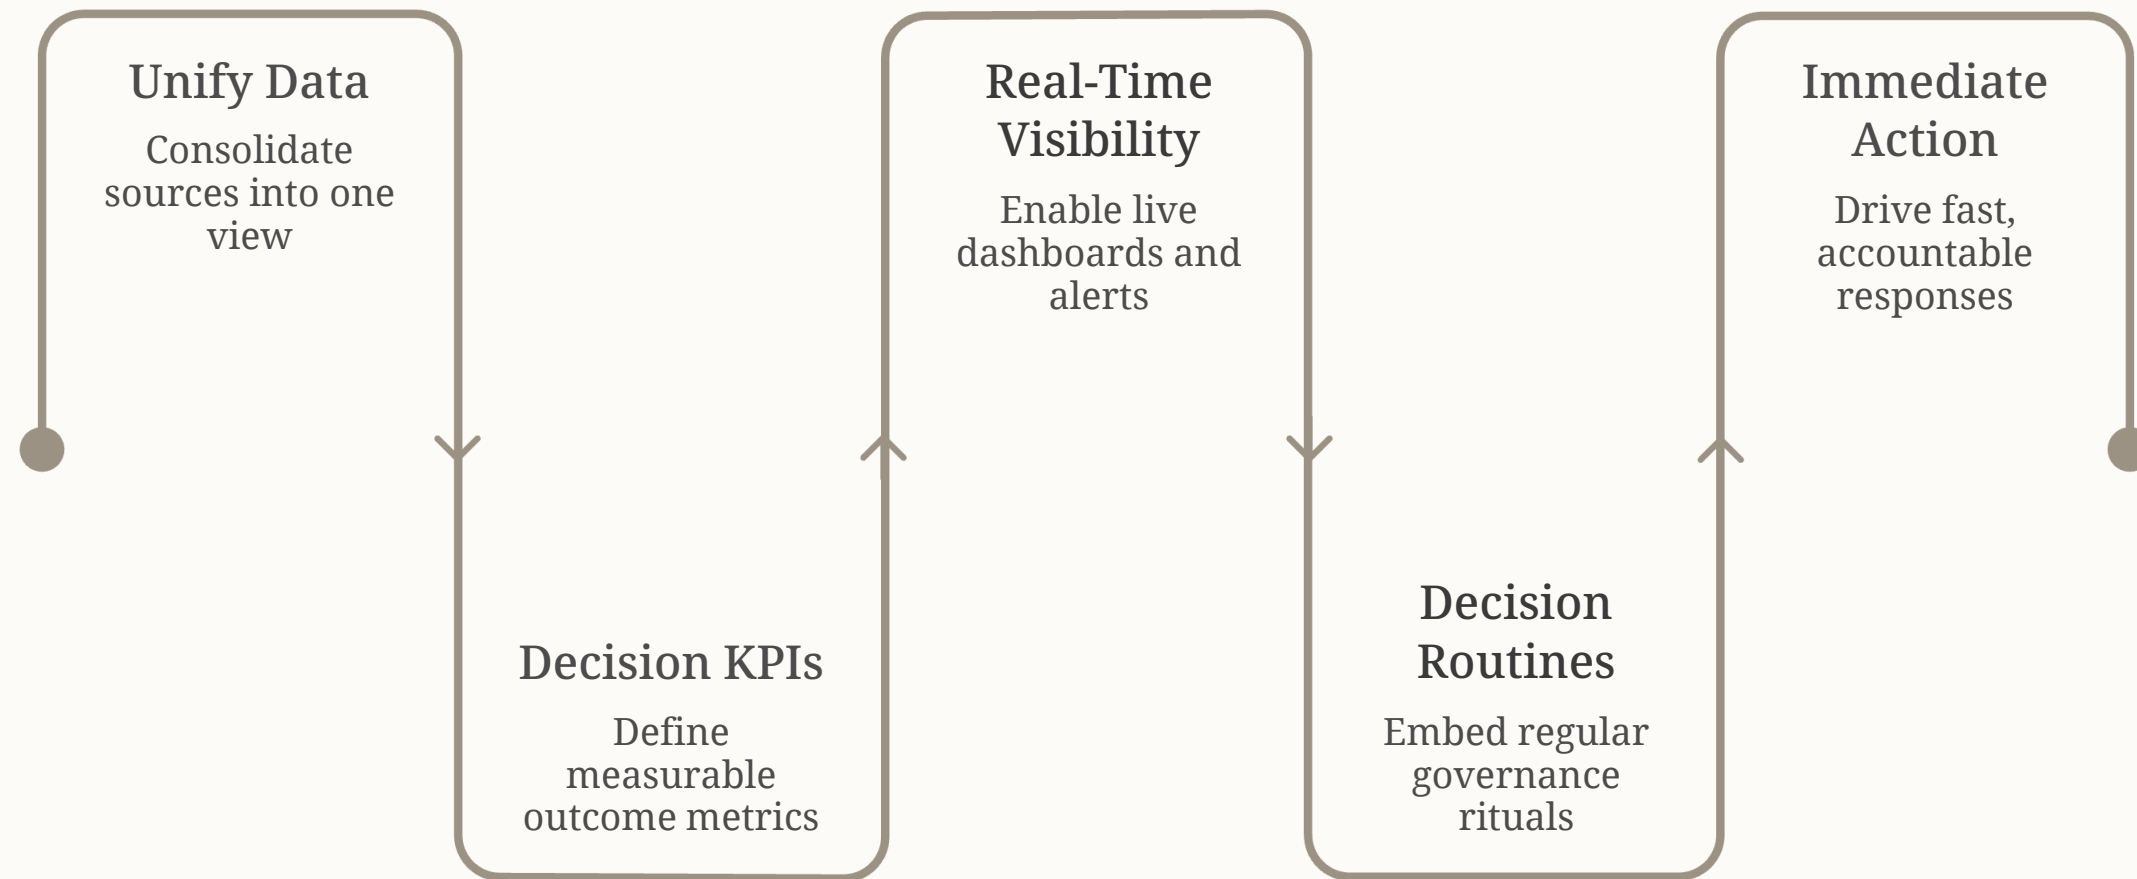 Unify Data
Consolidate
sources into one
view
Decision KPIs
Define
measurable
outcome metrics
Real-Time
Visibility
Enable live
dashboards and
alerts
Decision
Routines
Embed regular
governance
rituals
Immediate
Action
Drive fast,
accountable
responses